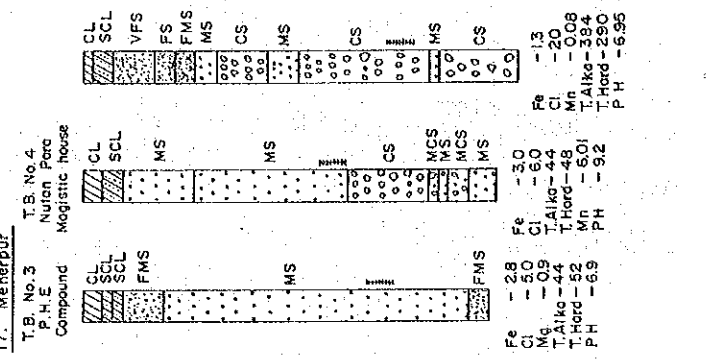 17. Meherpur
T.B. No. 3
P.H.E
Compound
CL
SCL
SCL
FMS
MS
FMS
Fe - 2.8
Cl - 5.0
Mg. - 0.9
T.Alka - 44
T.Hard - 52
PH - 6.9
T.B. No. 4
Nutan Para
Magistic house
CL
SCL
MS
MS
CS
MCS
MS
MCS
MS
Fe - 3.0
Cl - 6.0
T.Alka - 44
T.Hard - 48
Mn - 6.01
PH - 9.2
CL
SCL
VFS
FS
FMS
MS
CS
MS
CS
MS
CS
Fe - 1.3
Cl - 20
Mn - 0.08
T.Alka - 384
T.Hard - 290
PH - 6.95